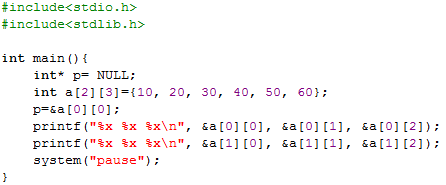 #include<stdio.h>
#include<stdlib.h>
int main(){
int* p= NULL;
int a[2][3]={10, 20, 30, 40, 50, 60};
p=&a[0][0];
printf("%x %x %x\n", &a[0][0], &a[0][1], &a[0][2]);
printf("%x %x %x\n", &a[1][0], &a[1][1], &a[1][2]);
system("pause");
}